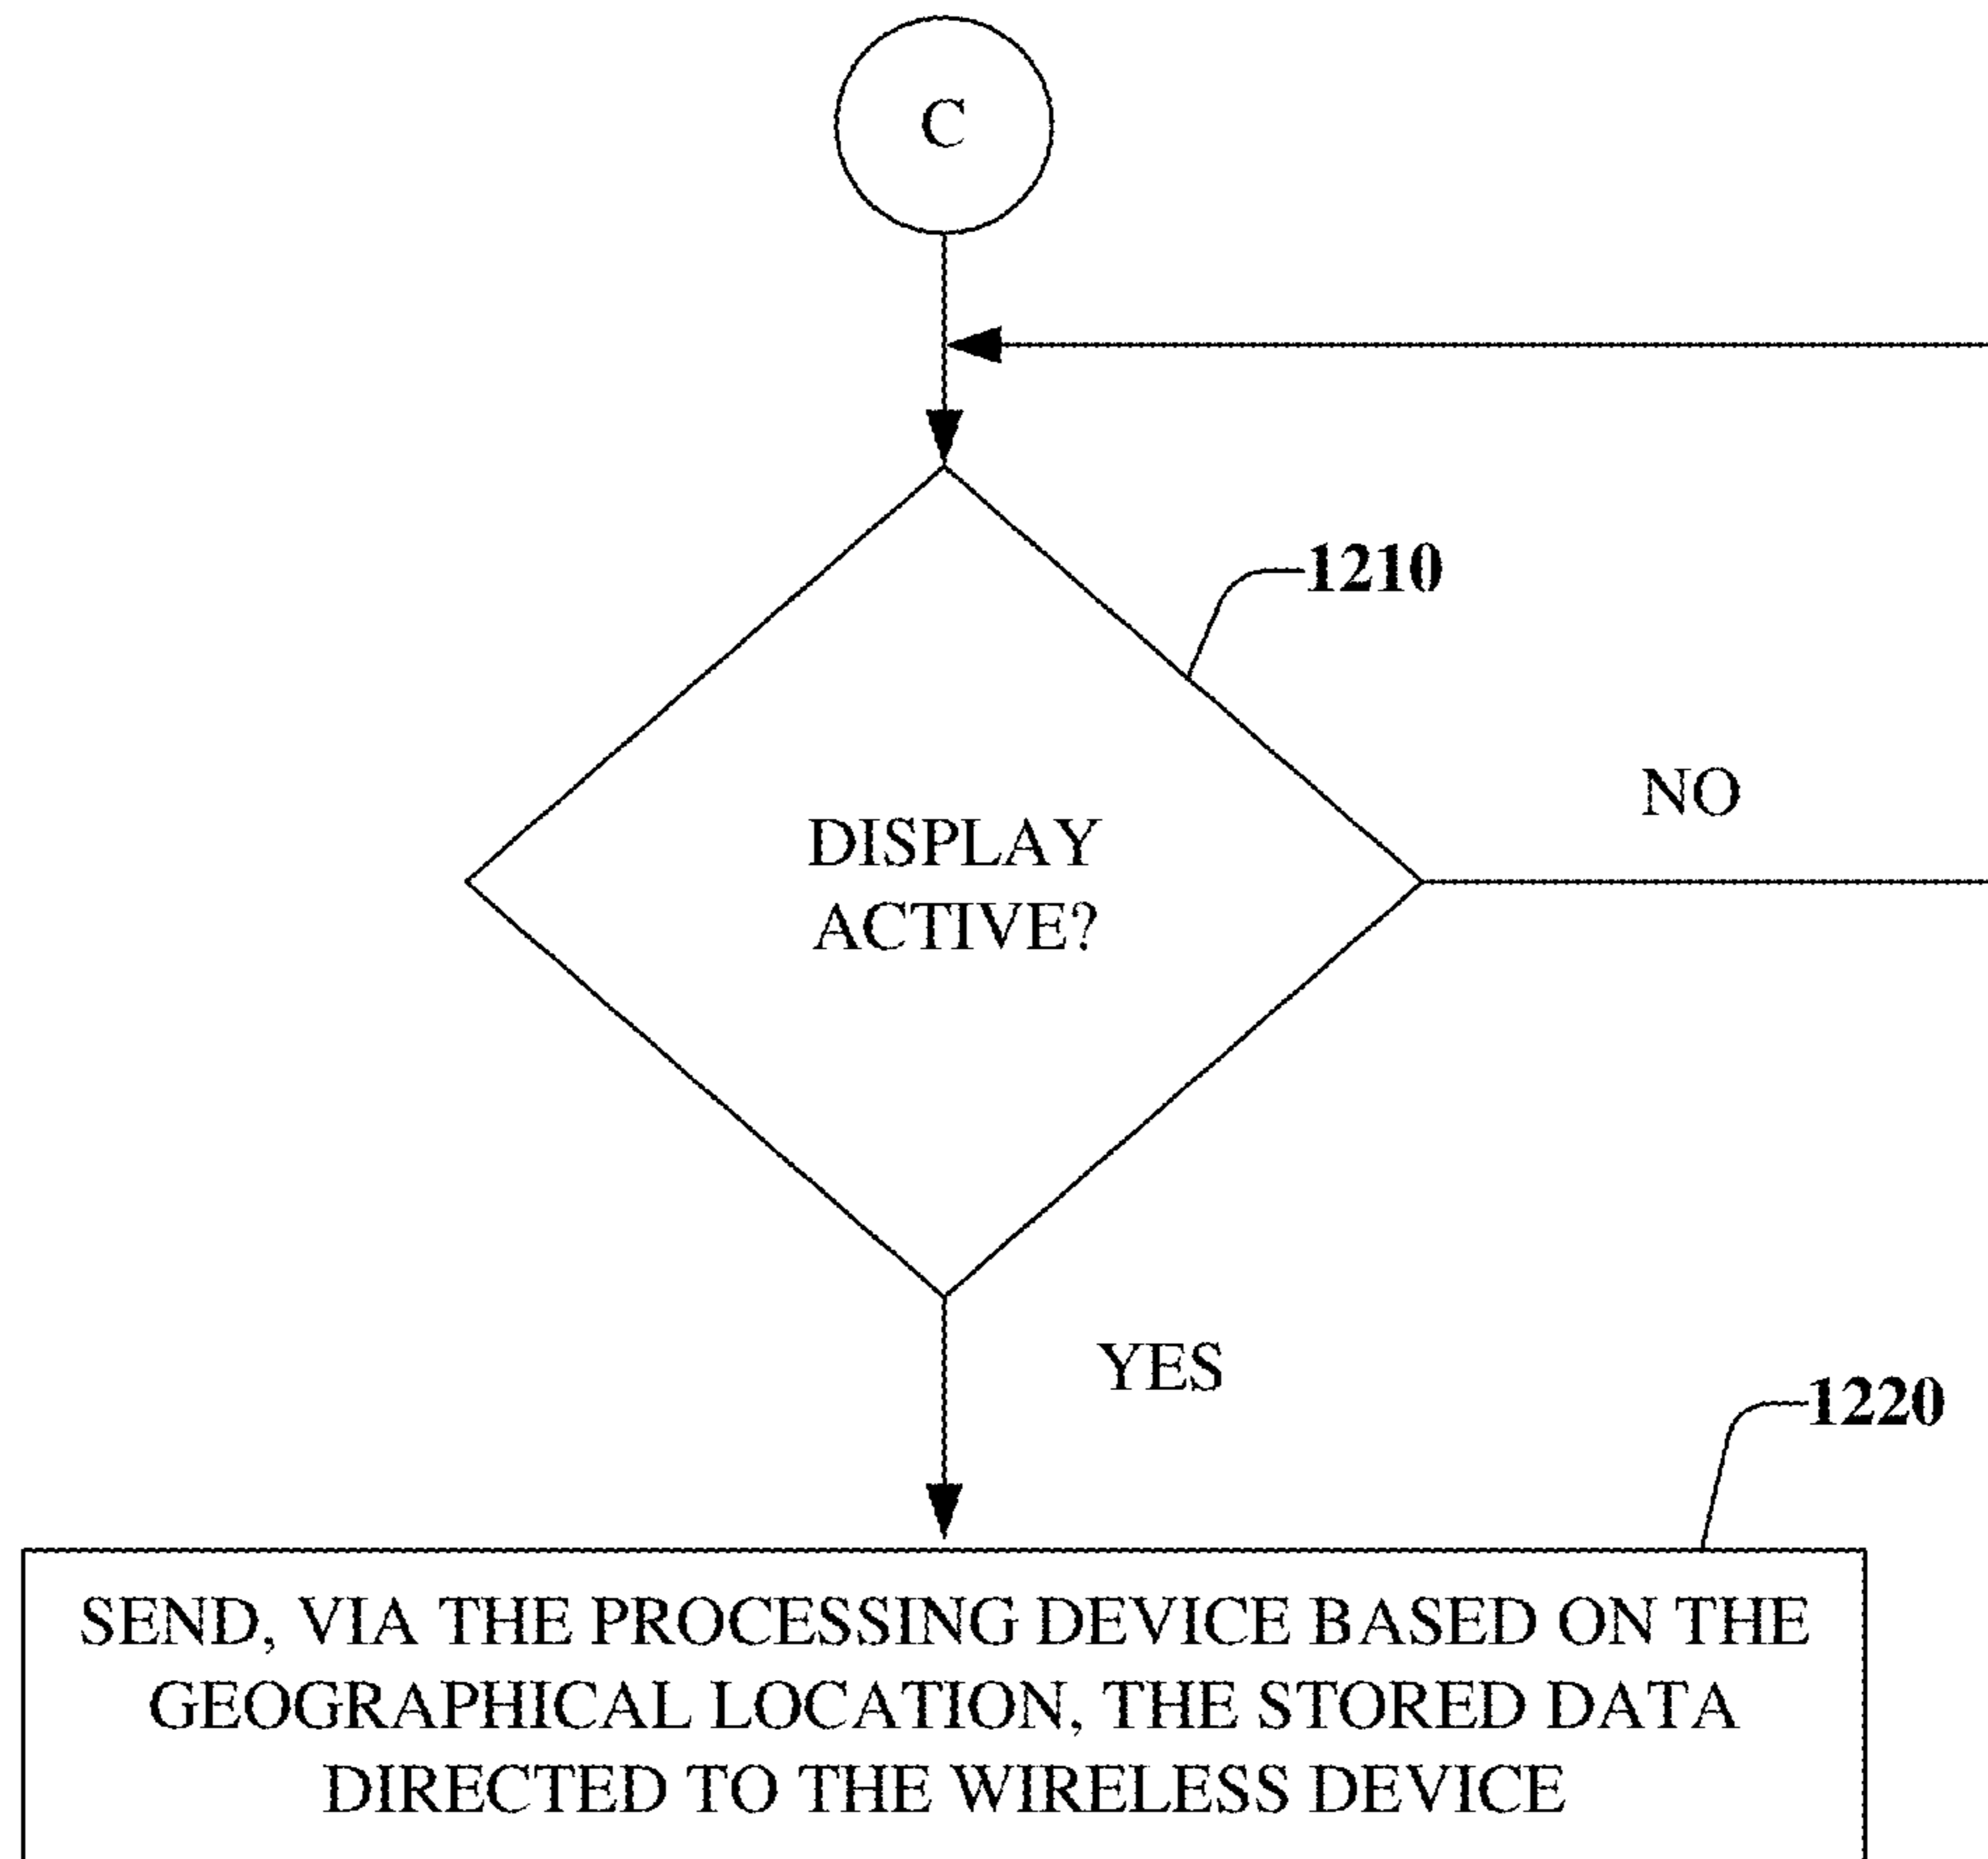 C
1210
NO
DISPLAY
ACTIVE?
YES
1220
SEND, VIA THE PROCESSING DEVICE BASED ON THE
GEOGRAPHICAL LOCATION, THE STORED DATA
DIRECTED TO THE WIRELESS DEVICE